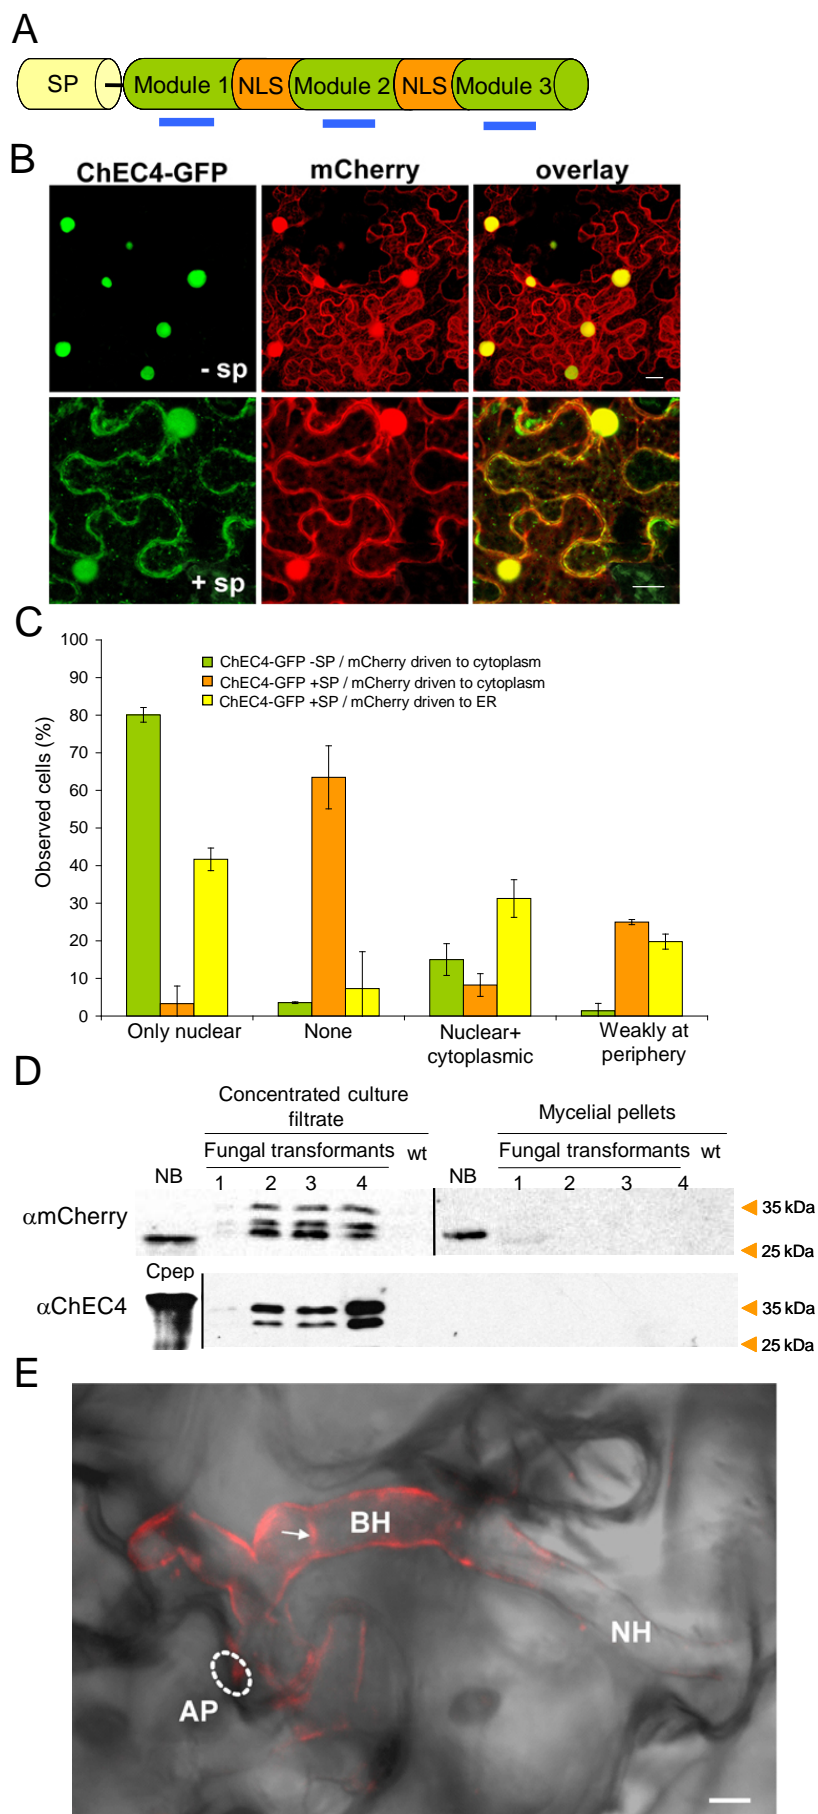 A
SP
Module 1
NLS
Module 2
NLS
Module 3
B
ChEC4-GFP
mCherry
overlay
- sp
+ sp
C
100
90
80
70
60
50
40
30
20
10
0
Observed cells (%)
ChEC4-GFP -SP / mCherry driven to cytoplasm
ChEC4-GFP +SP / mCherry driven to cytoplasm
ChEC4-GFP +SP / mCherry driven to ER
Only nuclear
None
Nuclear+
cytoplasmic
Weakly at
periphery
D
Concentrated culture
filtrate
Mycelial pellets
Fungal transformants
wt
Fungal transformants
wt
NB
1 2 3 4
NB
1 2 3 4
αmCherry
35 kDa
25 kDa
Cpep
αChEC4
35 kDa
25 kDa
E
BH
NH
AP